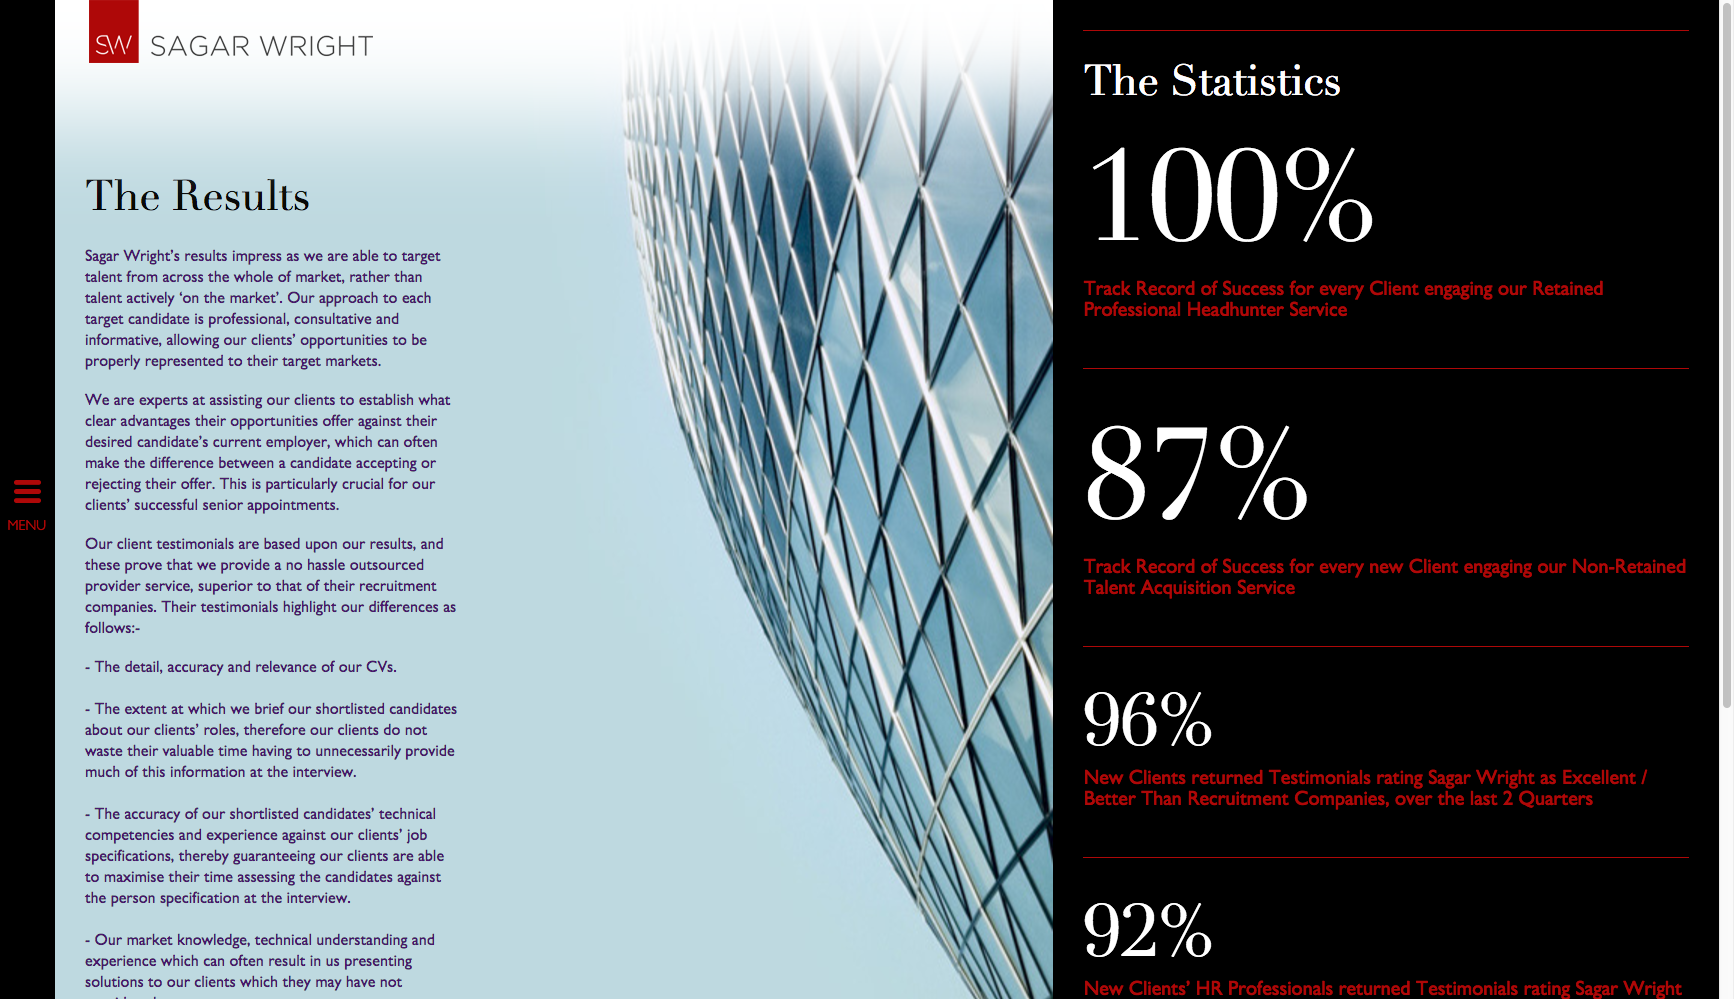 SW SAGAR WRIGHT
The Results
Sagar Wright’s results impress as we are able to target
talent from across the whole of market, rather than
talent actively ‘on the market’. Our approach to each
target candidate is professional, consultative and
informative, allowing our clients’ opportunities to be
properly represented to their target markets.
We are experts at assisting our clients to establish what
clear advantages their opportunities offer against their
desired candidate’s current employer, which can often
make the difference between a candidate accepting or
rejecting their offer. This is particularly crucial for our
clients’ successful senior appointments.
Our client testimonials are based upon our results, and
these prove that we provide a no hassle outsourced
provider service, superior to that of their recruitment
companies. Their testimonials highlight our differences as
follows:-
- The detail, accuracy and relevance of our CVs.
- The extent at which we brief our shortlisted candidates
about our clients’ roles, therefore our clients do not
waste their valuable time having to unnecessarily provide
much of this information at the interview.
- The accuracy of our shortlisted candidates’ technical
competencies and experience against our clients’ job
specifications, thereby guaranteeing our clients are able
to maximise their time assessing the candidates against
the person specification at the interview.
- Our market knowledge, technical understanding and
experience which can often result in us presenting
solutions to our clients which they may have not
MENU
The Statistics
100%
Track Record of Success for every Client engaging our Retained
Professional Headhunter Service
87%
Track Record of Success for every new Client engaging our Non-Retained
Talent Acquisition Service
96%
New Clients returned Testimonials rating Sagar Wright as Excellent /
Better Than Recruitment Companies, over the last 2 Quarters
92%
New Clients’ HR Professionals returned Testimonials rating Sagar Wright